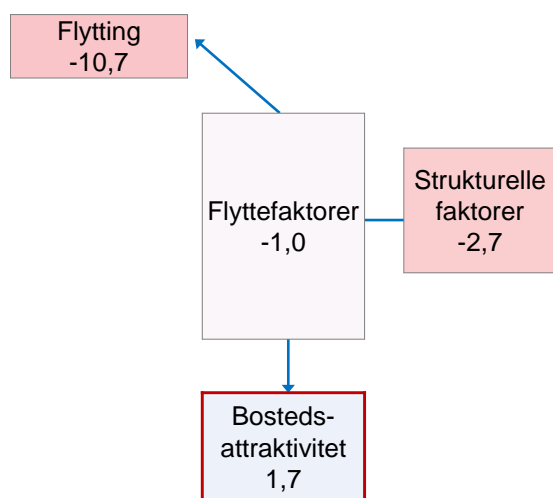 Flytting
-10,7
Flyttefaktorer
-1,0
Strukturelle
faktorer
-2,7
Bosteds-
attraktivitet
1,7